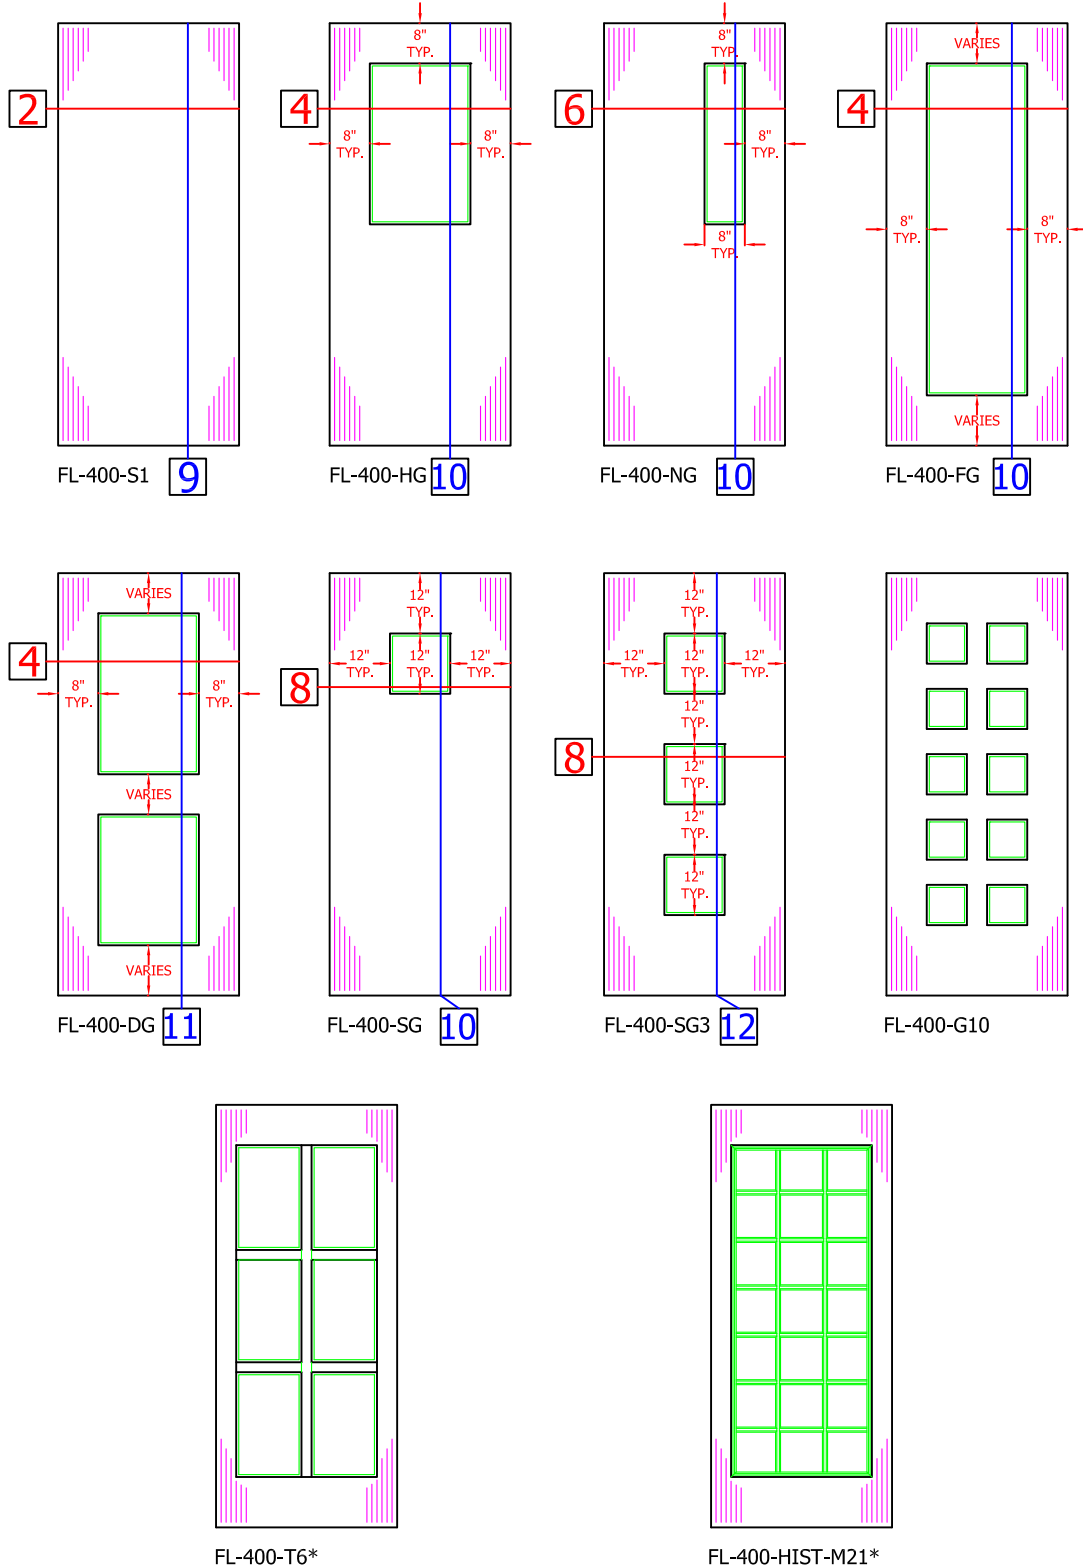 8"
TYP.
2
4
8"
TYP.
8"
TYP.
8"
TYP.
6
8"
TYP.
8"
TYP.
VARIES
4
8"
TYP.
8"
TYP.
VARIES
FL-400-S1
9
FL-400-HG
10
FL-400-NG
10
FL-400-FG
10
VARIES
4
8"
TYP.
8"
TYP.
VARIES
VARIES
12"
TYP.
12"
TYP.
12"
TYP.
12"
TYP.
8
12"
TYP.
12"
TYP.
12"
TYP.
12"
TYP.
12"
TYP.
8
12"
TYP.
12"
TYP.
12"
TYP.
FL-400-DG
11
FL-400-SG
10
FL-400-SG3
12
FL-400-G10
FL-400-T6*
FL-400-HIST-M21*